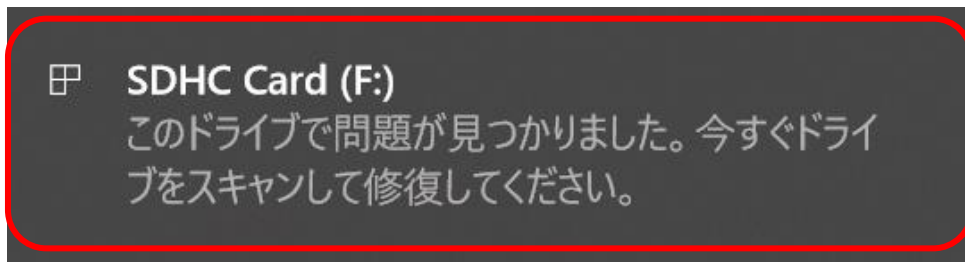 SDHC Card (F:)
このドライブで問題が見つかりました。今すぐドライ
ブをスキャンして修復してください。